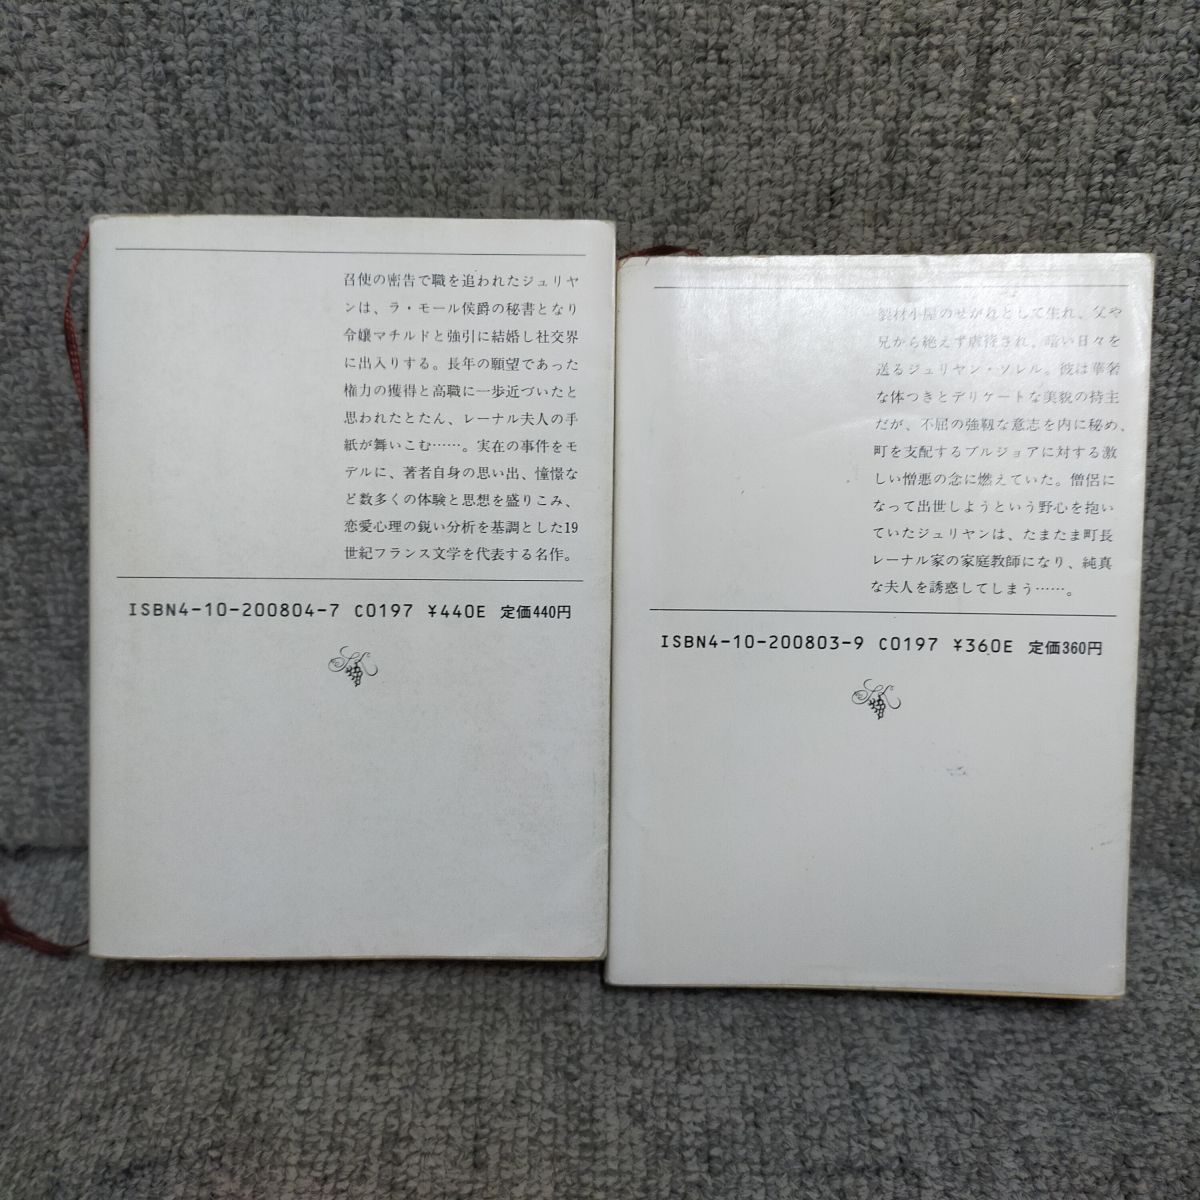 召使の密告で職を追われたジュリヤ
ンは、ラ・モール侯爵の秘書となり
令嬢マチルドと強引に結婚し社交界
に出入りする。長年の願望であった
権力の獲得と高職に一歩近づいたと
思われたとたん、レーナル夫人の手
紙が舞いこむ……。実在の事件をモ
デルに、著者自身の思い出、憧憬な
ど数多くの体験と思想を盛りこみ、
恋愛心理の鋭い分析を基調とした19
世紀フランス文学を代表する名作。
ISBN4-10-200804-7 C0197 ¥440E 定価440円
製材小屋のせがれとして生れ、父や
兄から絶えず虐待され、暗い日々を
送るジュリヤン・ソレル。彼は華奢
な体つきとデリケートな美貌の持主
だが、不屈の強靱な意志を内に秘め、
町を支配するブルジョアに対する激
しい憎悪の念に燃えていた。僧侶に
なって出世しようという野心を抱い
ていたジュリヤンは、たまたま町長
レーナル家の家庭教師になり、純真
な夫人を誘惑してしまう……。
ISBN4-10-200803-9 C0197 ¥360E 定価360円